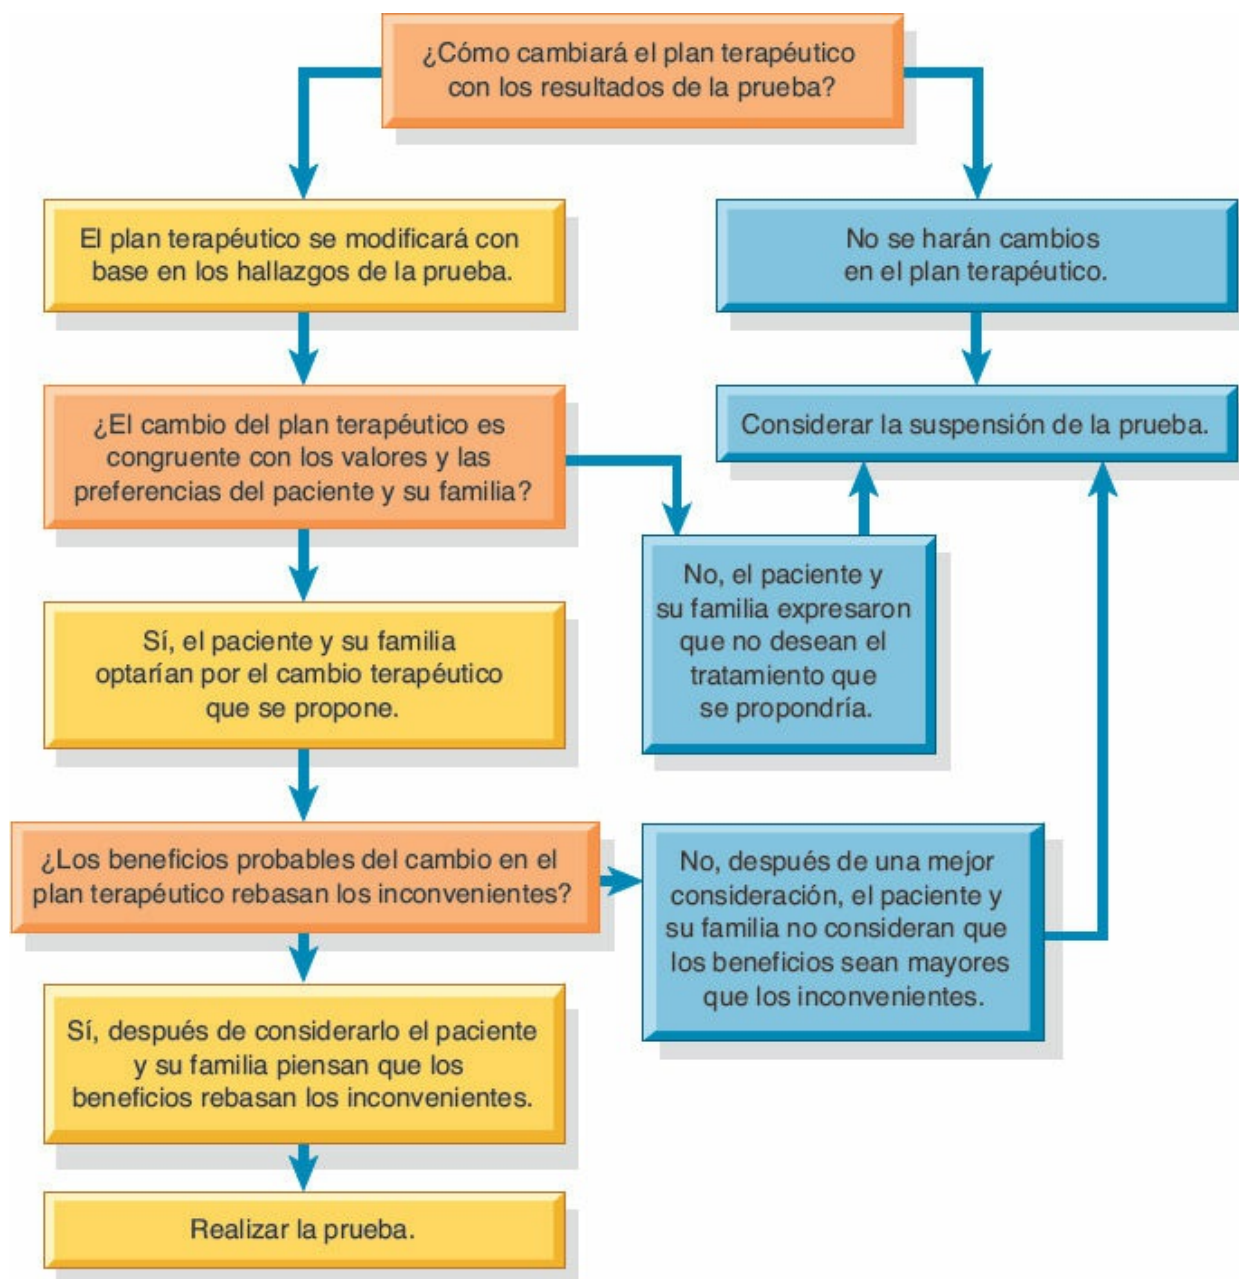 ¿Cómo cambiará el plan terapéutico
con los resultados de la prueba?
El plan terapéutico se modificará con
base en los hallazgos de la prueba.
No se harán cambios
en el plan terapéutico.
¿El cambio del plan terapéutico es
congruente con los valores y las
preferencias del paciente y su familia?
Considerar la suspensión de la prueba.
No, el paciente y
su familia expresaron
que no desean el
tratamiento que
se propondría.
Sí, el paciente y su familia
optarían por el cambio terapéutico
que se propone.
¿Los beneficios probables del cambio en el
plan terapéutico rebasan los inconvenientes?
No, después de una mejor
consideración, el paciente y
su familia no consideran que
los beneficios sean mayores
que los inconvenientes.
Sí, después de considerarlo el paciente
y su familia piensan que los
beneficios rebasan los inconvenientes.
Realizar la prueba.